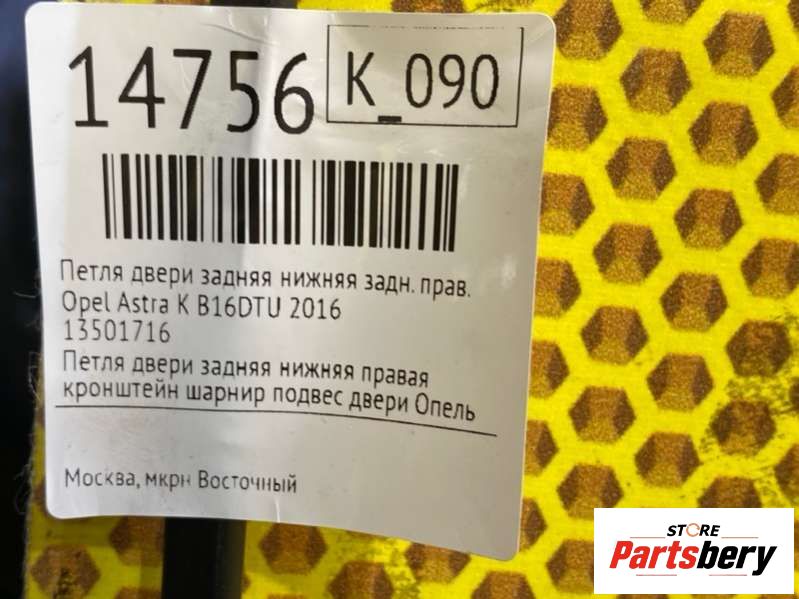 14756 K_090
Петля двери задняя нижняя задн. прав.
Opel Astra K B16DTU 2016
13501716
Петля двери задняя нижняя правая
кронштейн шарнир подвес двери Опель
Москва, мкрн Восточный
STORE
Partsbery